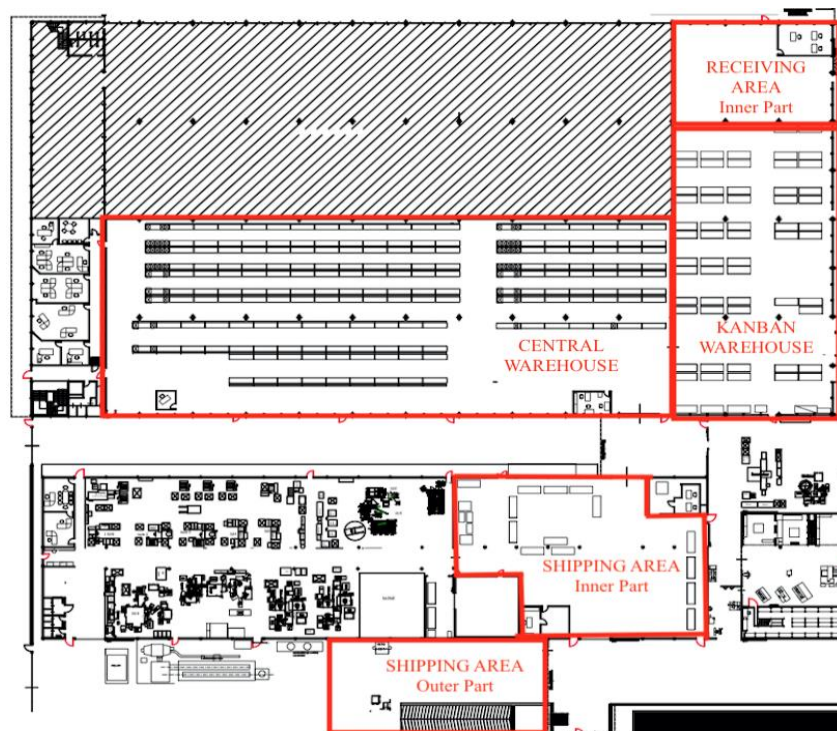 RECEIVING
AREA
Inner Part
KANBAN
WAREHOUSE
CENTRAL
WAREHOUSE
SHIPPING AREA
Inner Part
SHIPPING AREA
Outer Part